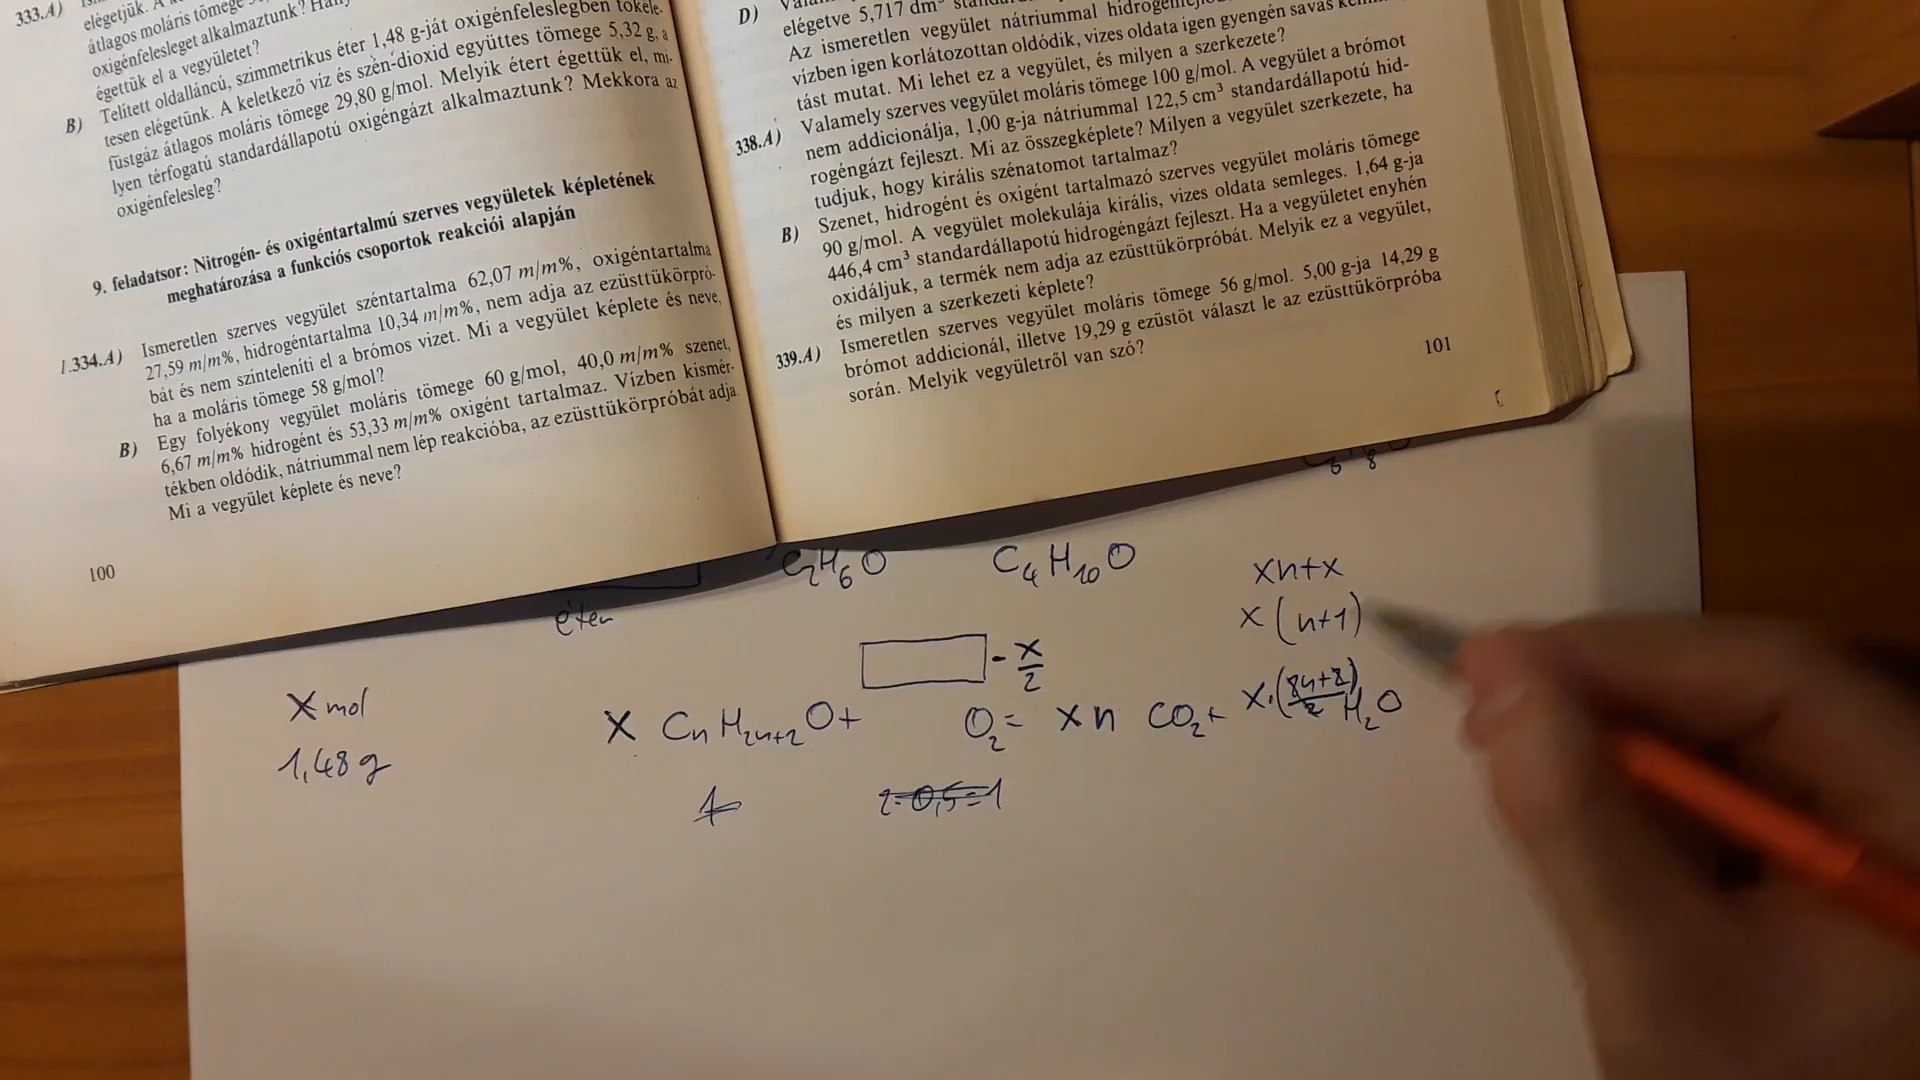 333.A)
elégetjük. A
átlagos moláris tömege
oxigénfelesleget alkalmaztunk?
égettük el a vegyületet?
B) Telített oldalláncú, szimmetrikus éter 1,48 g-ját oxigénfeleslegben tökéle-
tesen elégetünk. A keletkező víz és szén-dioxid együttes tömege 5,32 g, a
füstgáz átlagos moláris tömege 29,80 g/mol. Melyik étert égettük el, mi-
lyen térfogatú standardállapotú oxigéngázt alkalmaztunk? Mekkora az
oxigénfelesleg?
9. feladatsor: Nitrogén- és oxigéntartalmú szerves vegyületek képletének
meghatározása a funkciós csoportok reakciói alapján
1.334.A) Ismeretlen szerves vegyület széntartalma 62,07 m/m%, oxigéntartalma
27,59 m/m%, hidrogéntartalma 10,34 m/m%, nem adja az ezüsttükörpró-
bát és nem színteleníti el a brómos vizet. Mi a vegyület képlete és neve,
ha a moláris tömege 58 g/mol?
B) Egy folyékony vegyület moláris tömege 60 g/mol, 40,0 m/m% szenet,
6,67 m/m% hidrogént és 53,33 m/m% oxigént tartalmaz. Vízben kismér-
tékben oldódik, nátriummal nem lép reakcióba, az ezüsttükörpróbát adja.
Mi a vegyület képlete és neve?
100
D)
elégetve 5,717 dm³
Az ismeretlen vegyület nátriummal
vízben igen korlátozottan oldódik, vizes oldata igen gyengén savas
tást mutat. Mi lehet ez a vegyület, és milyen a szerkezete?
338.A) Valamely szerves vegyület moláris tömege 100 g/mol. A vegyület a brómot
nem addicionálja, 1,00 g-ja nátriummal 122,5 cm³ standardállapotú hid-
rogéngázt fejleszt. Mi az összegképlete? Milyen a vegyület szerkezete, ha
tudjuk, hogy királis szénatomot tartalmaz?
B) Szenet, hidrogént és oxigént tartalmazó szerves vegyület moláris tömege
90 g/mol. A vegyület molekulája királis, vizes oldata semleges. 1,64 g-ja
446,4 cm³ standardállapotú hidrogéngázt fejleszt. Ha a vegyületet enyhén
oxidáljuk, a termék nem adja az ezüsttükörpróbát. Melyik ez a vegyület,
és milyen a szerkezeti képlete?
339.A) Ismeretlen szerves vegyület moláris tömege 56 g/mol. 5,00 g-ja 14,29 g
brómot addicionál, illetve 19,29 g ezüstöt választ le az ezüsttükörpróba
során. Melyik vegyületről van szó?
101
C₂H₆O C₄H₁₀O
éter
xn+x
x(n+1)
- x/2
x mol
x CnH2n+2O + O₂ = xn CO₂ + x·(2n+2)/2 H₂O
1,48 g
1